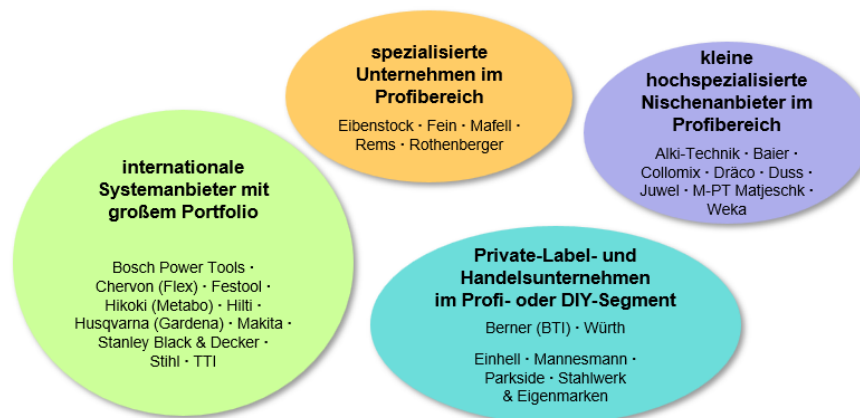 spezialisierte
Unternehmen im
Profibereich
Eibenstock · Fein · Mafell ·
Rems · Rothenberger
kleine
hochspezialisierte
Nischenanbieter im
Profibereich
Alki-Technik · Baier ·
Collomix · Dräco · Duss ·
Juwel · M-PT Matjeschk ·
Weka
internationale
Systemanbieter mit
großem Portfolio
Bosch Power Tools ·
Chervon (Flex) · Festool ·
Hikoki (Metabo) · Hilti ·
Husqvarna (Gardena) · Makita ·
Stanley Black & Decker ·
Stihl · TTI
Private-Label- und
Handelsunternehmen
im Profi- oder DIY-Segment
Berner (BTI) · Würth
Einhell · Mannesmann ·
Parkside · Stahlwerk
& Eigenmarken